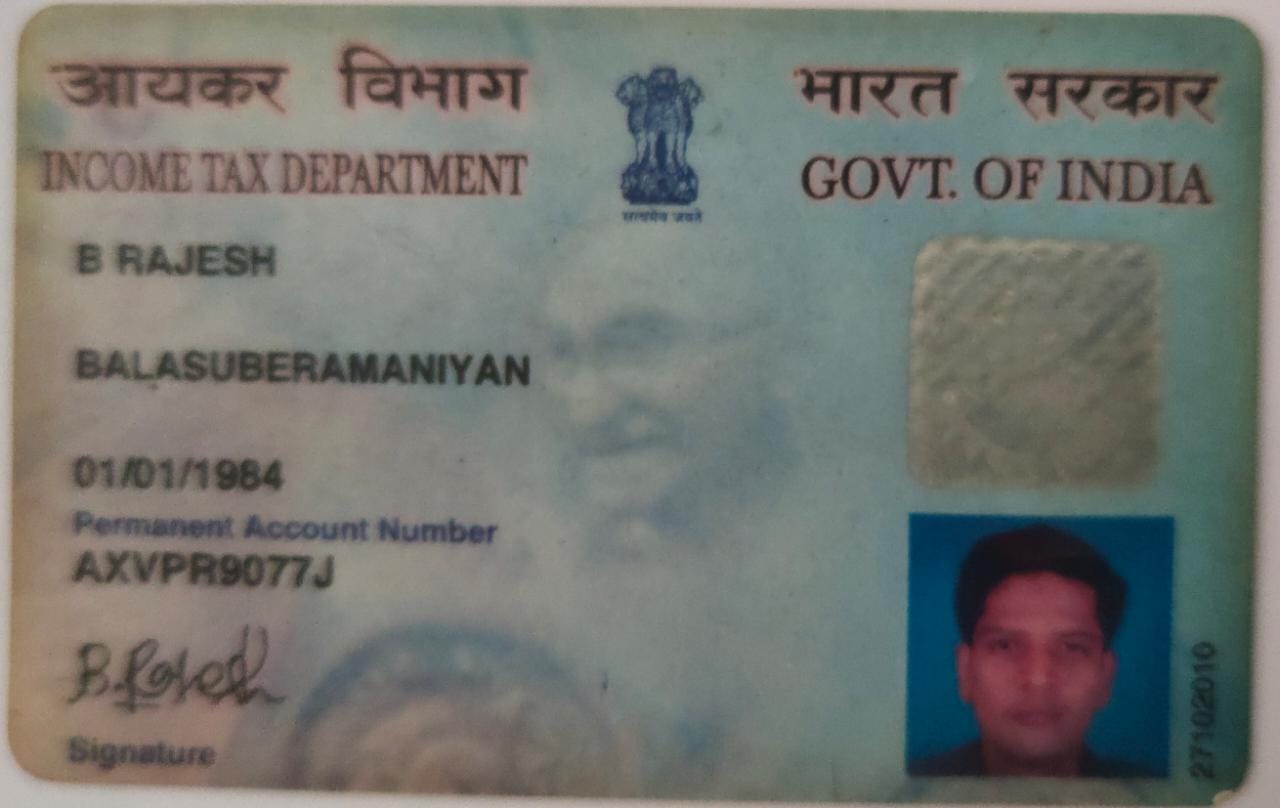 आयकर विभाग
INCOME TAX DEPARTMENT
सत्यमेव जयते
भारत सरकार
GOVT. OF INDIA
B RAJESH
BALASUBERAMANIYAN
01/01/1984
Permanent Account Number
AXVPR9077J
B.Rajesh
Signature
27102010